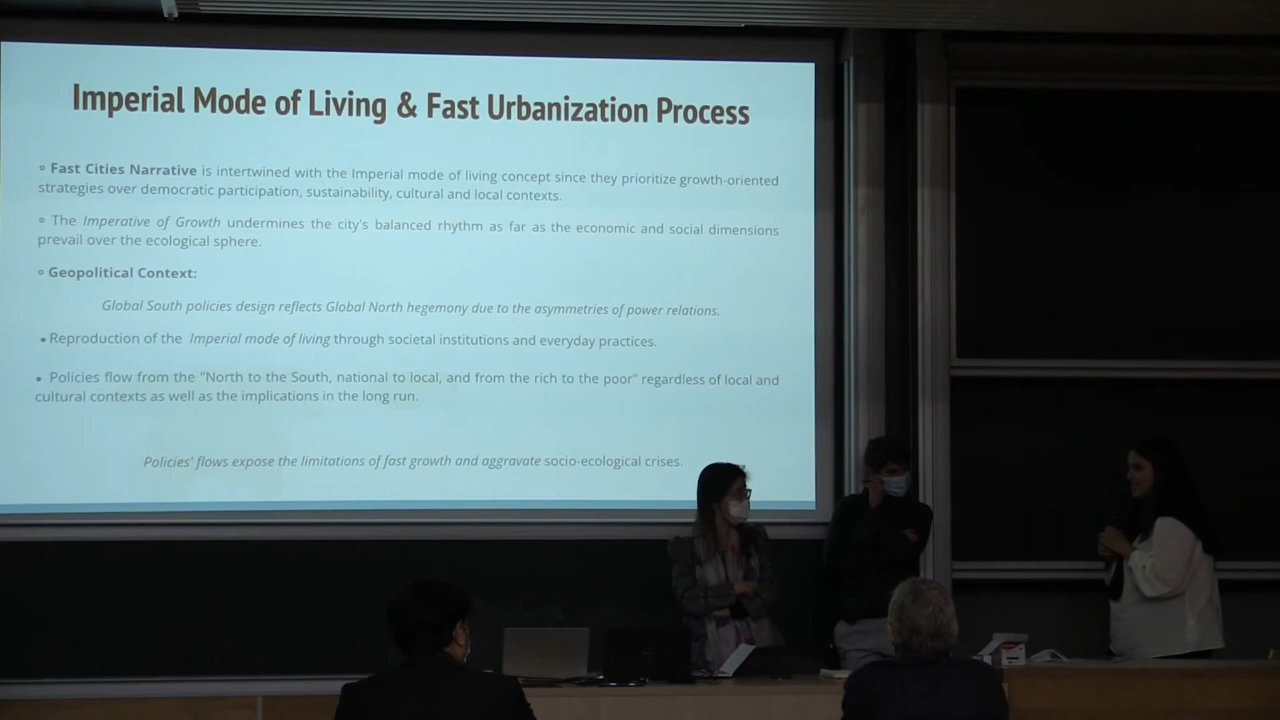 Imperial Mode of Living & Fast Urbanization Process
∘ Fast Cities Narrative is intertwined with the Imperial mode of living concept since they prioritize growth-oriented
strategies over democratic participation, sustainability, cultural and local contexts.
∘ The Imperative of Growth undermines the city's balanced rhythm as far as the economic and social dimensions
prevail over the ecological sphere.
∘ Geopolitical Context:
Global South policies design reflects Global North hegemony due to the asymmetries of power relations.
• Reproduction of the Imperial mode of living through societal institutions and everyday practices.
• Policies flow from the "North to the South, national to local, and from the rich to the poor" regardless of local and
cultural contexts as well as the implications in the long run.
Policies' flows expose the limitations of fast growth and aggravate socio-ecological crises.